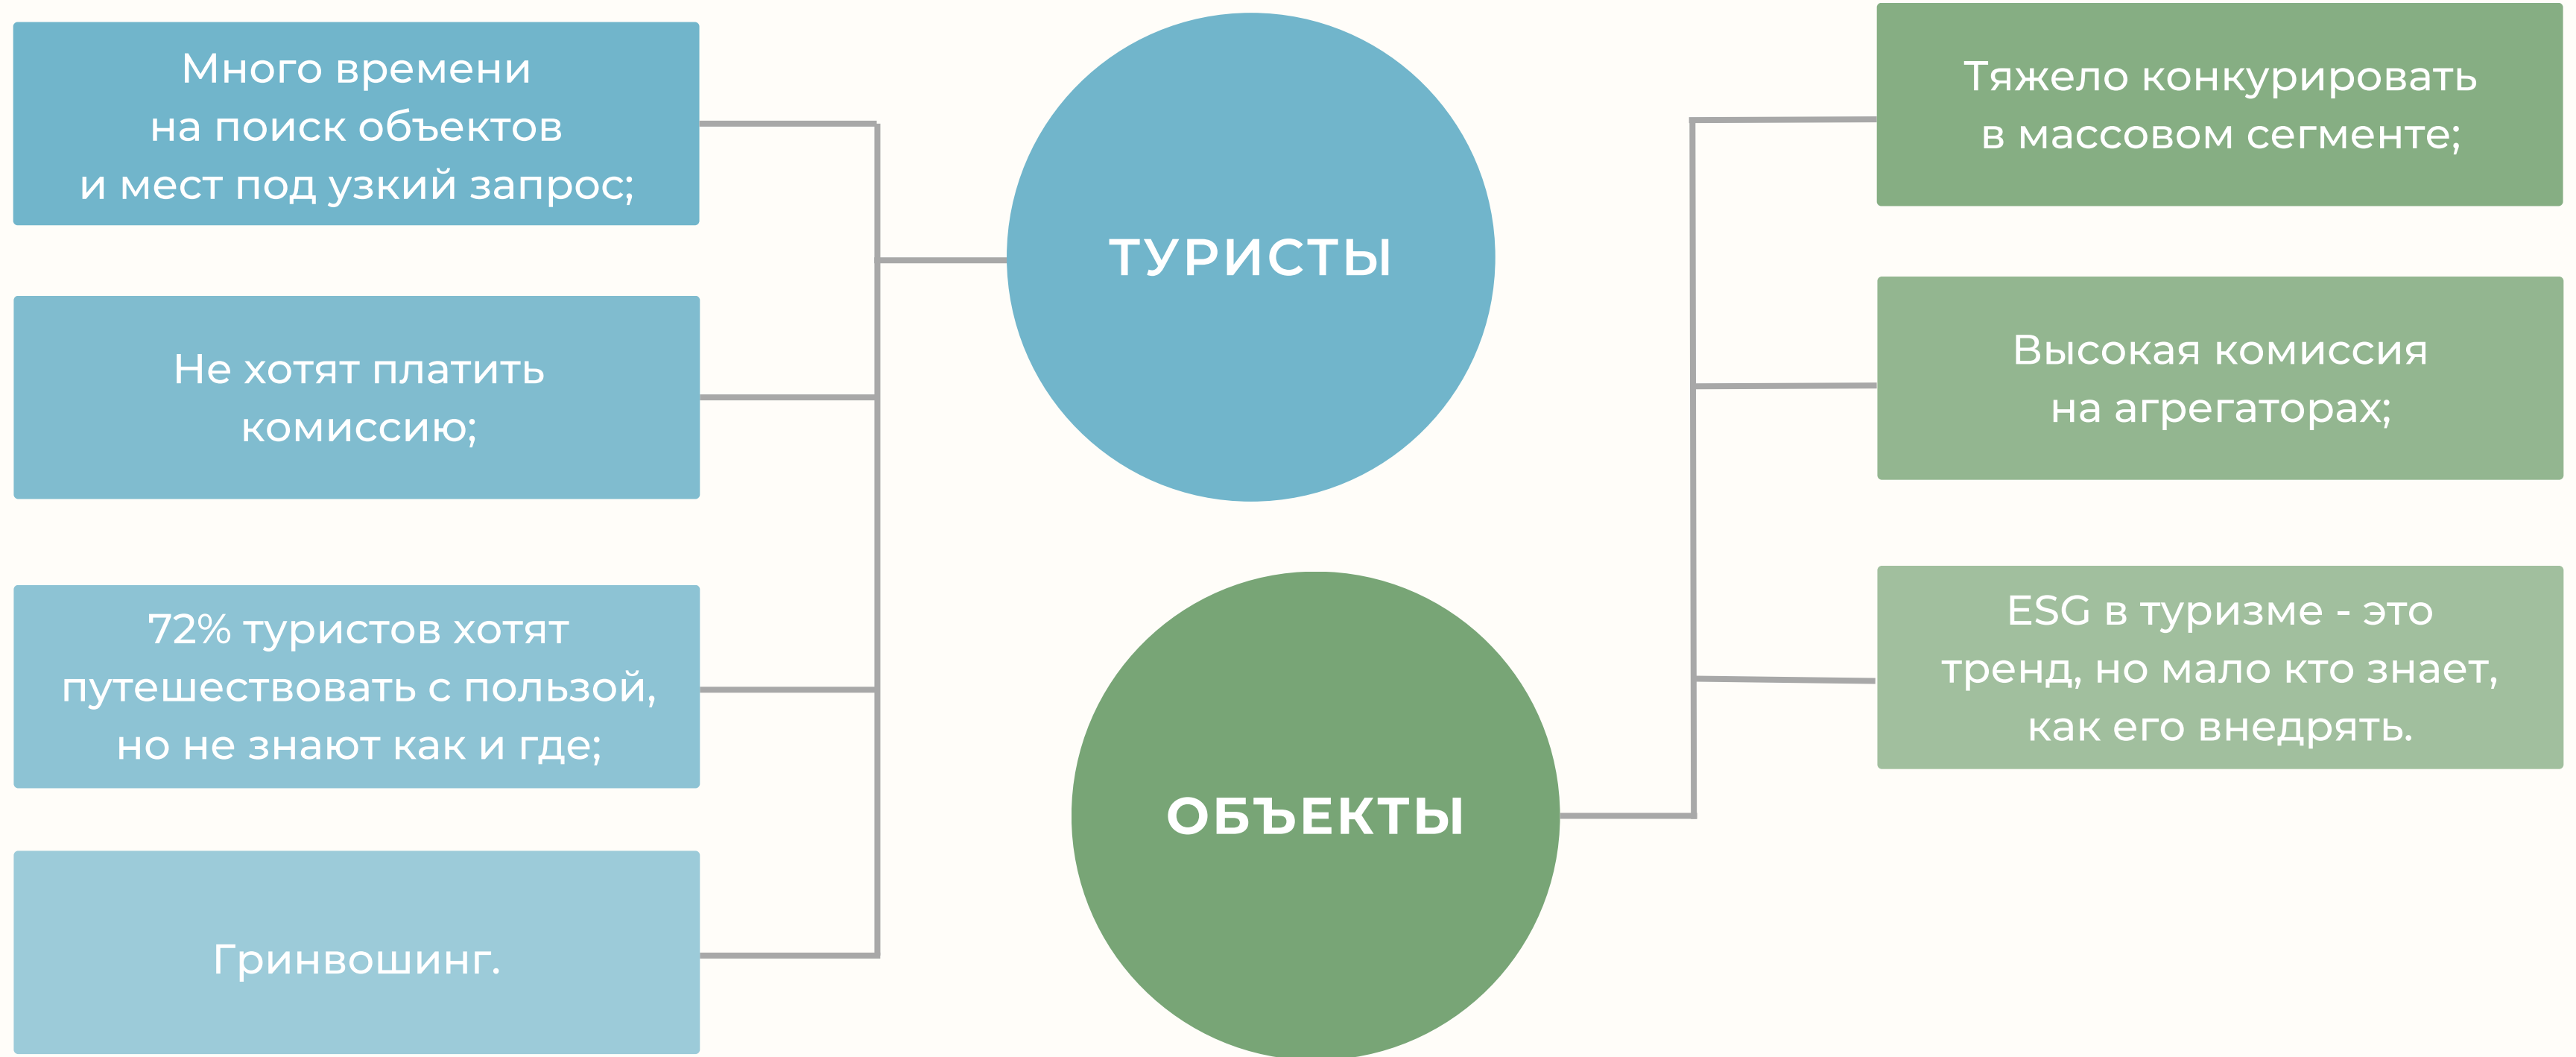 Много времени
на поиск объектов
и мест под узкий запрос;
Не хотят платить
комиссию;
72% туристов хотят
путешествовать с пользой,
но не знают как и где;
Гринвошинг.
ТУРИСТЫ
ОБЪЕКТЫ
Тяжело конкурировать
в массовом сегменте;
Высокая комиссия
на агрегаторах;
ESG в туризме - это
тренд, но мало кто знает,
как его внедрять.